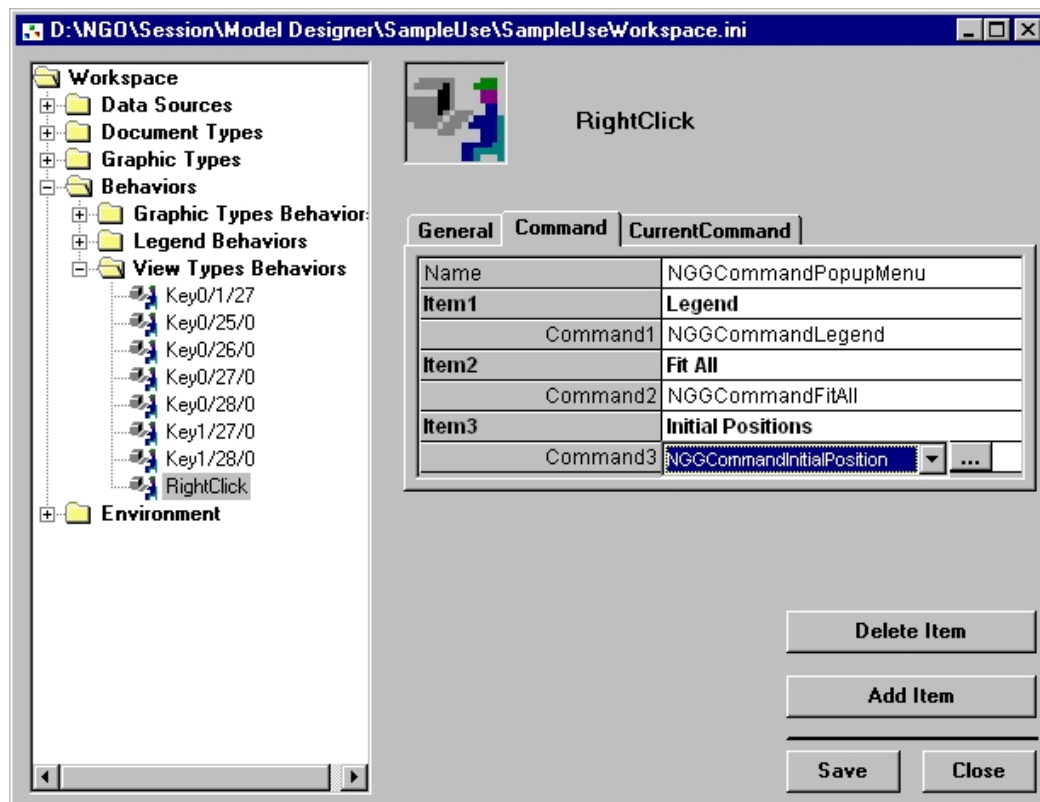 D:\NGO\Session\Model Designer\SampleUse\SampleUseWorkspace.ini
Workspace
Data Sources
Document Types
Graphic Types
Behaviors
Graphic Types Behavior:
Legend Behaviors
View Types Behaviors
Key0/1/27
Key0/25/0
Key0/26/0
Key0/27/0
Key0/28/0
Key1/27/0
Key1/28/0
RightClick
Environment
RightClick
General Command CurrentCommand
Name NGGCommandPopupMenu
Item1 Legend
Command1 NGGCommandLegend
Item2 Fit All
Command2 NGGCommandFitAll
Item3 Initial Positions
Command3 NGGCommandInitialPosition ...
Delete Item
Add Item
Save Close